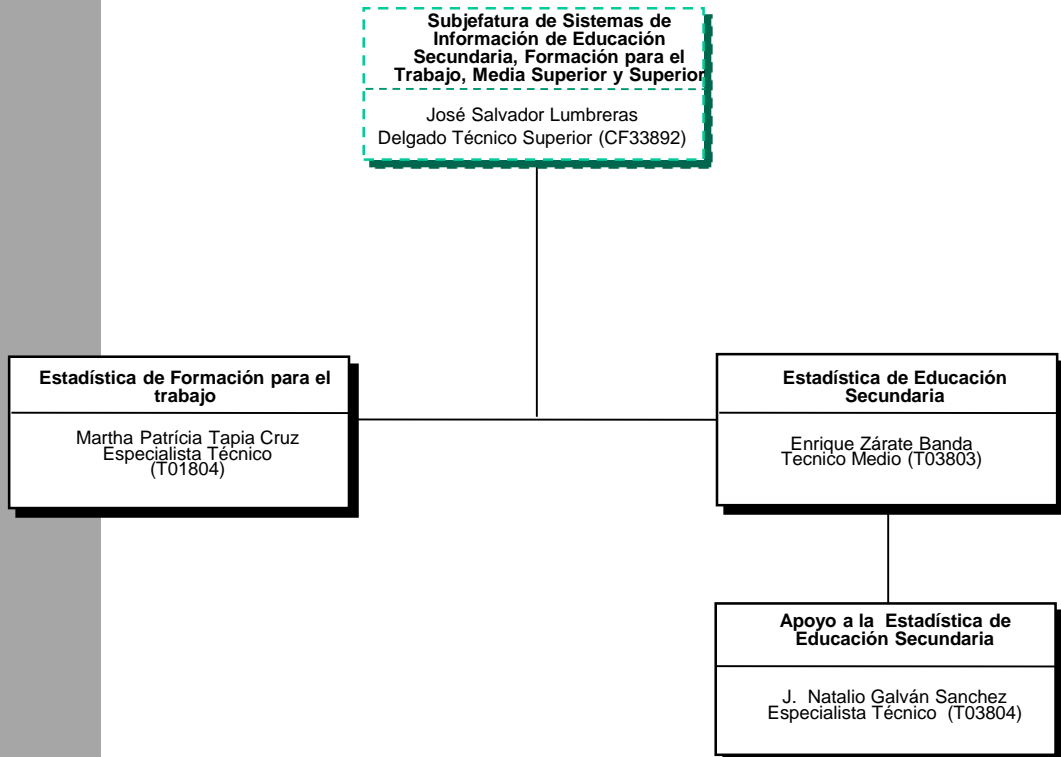 Subjefatura de Sistemas de
Información de Educación
Secundaria, Formación para el
Trabajo, Media Superior y Superior
José Salvador Lumbreras
Delgado Técnico Superior (CF33892)
Estadística de Formación para el
trabajo
Martha Patrícia Tapia Cruz
Especialista Técnico
(T01804)
Estadística de Educación
Secundaria
Enrique Zárate Banda
Tecnico Medio (T03803)
Apoyo a la Estadística de
Educación Secundaria
J. Natalio Galván Sanchez
Especialista Técnico (T03804)